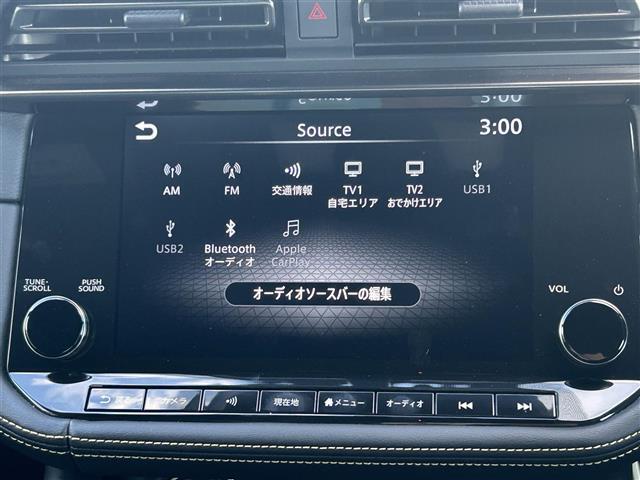 3:00
Source 3:00
AM FM 交通情報 TV1 TV2 USB1
自宅エリア おでかけエリア
USB2 Bluetooth Apple
オーディオ CarPlay
オーディオソースバーの編集
TUNE・ PUSH
SCROLL SOUND
VOL
カメラ 現在地 メニュー オーディオ